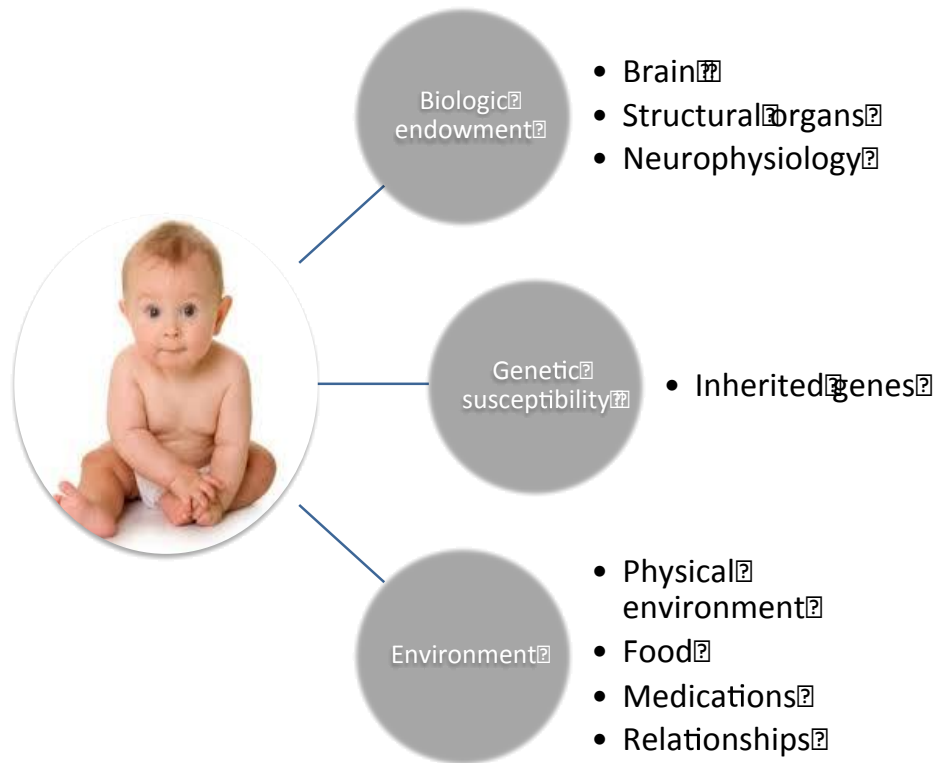 Biologic
endowment
• Brain
• Structural organs
• Neurophysiology
Genetic
susceptibility
• Inherited genes
Environment
• Physical
environment
• Food
• Medications
• Relationships